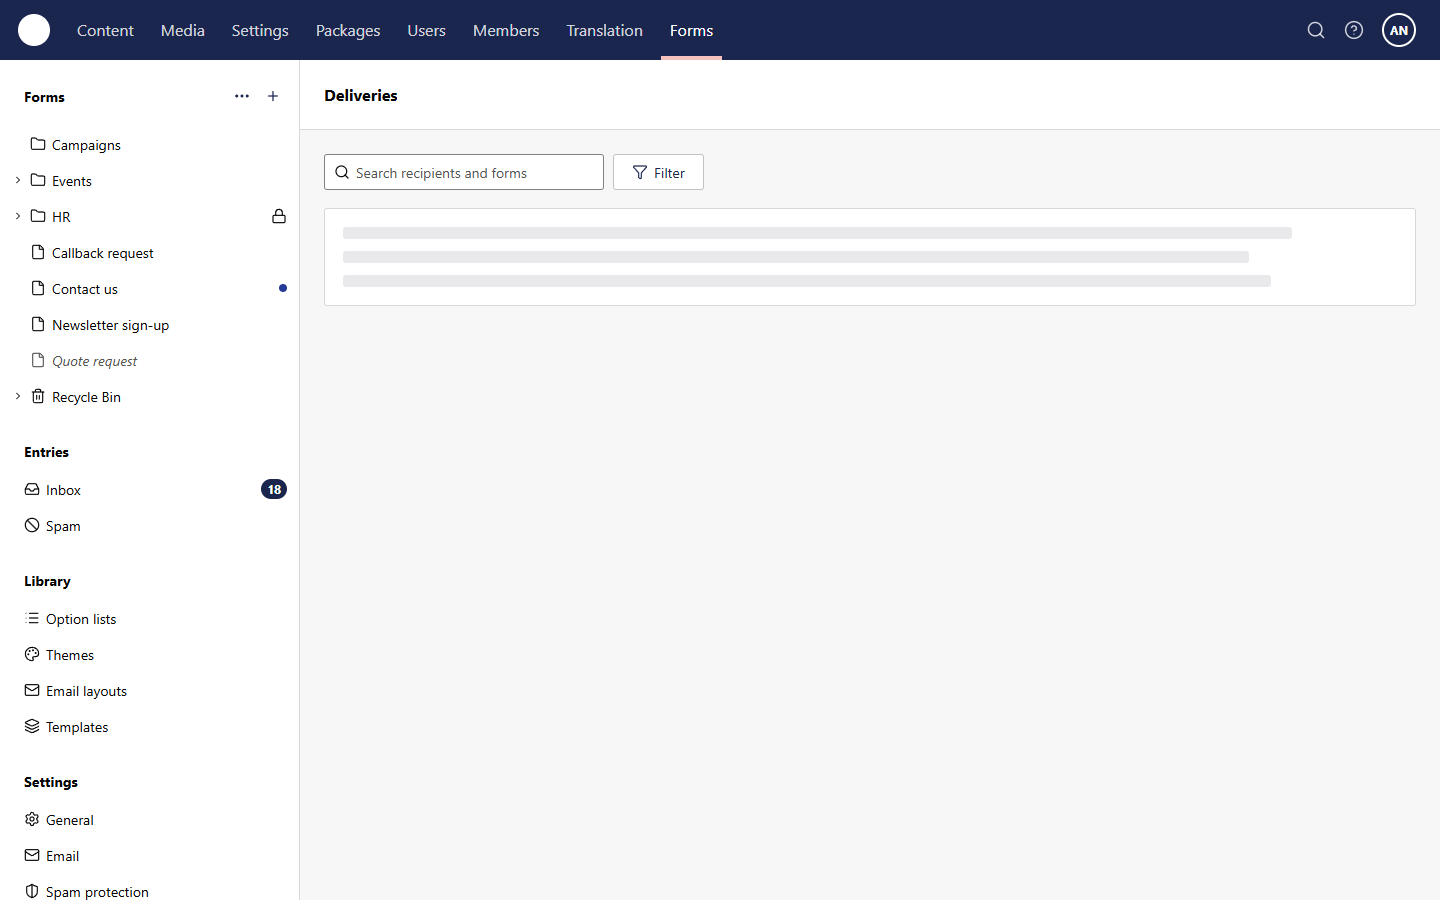 Content Media Settings Packages Users Members Translation Forms AN
Forms
Deliveries
Campaigns
Events
HR
Callback request
Contact us
Newsletter sign-up
Quote request
Recycle Bin
Search recipients and forms
Filter
Entries
Inbox 18
Spam
Library
Option lists
Themes
Email layouts
Templates
Settings
General
Email
Spam protection